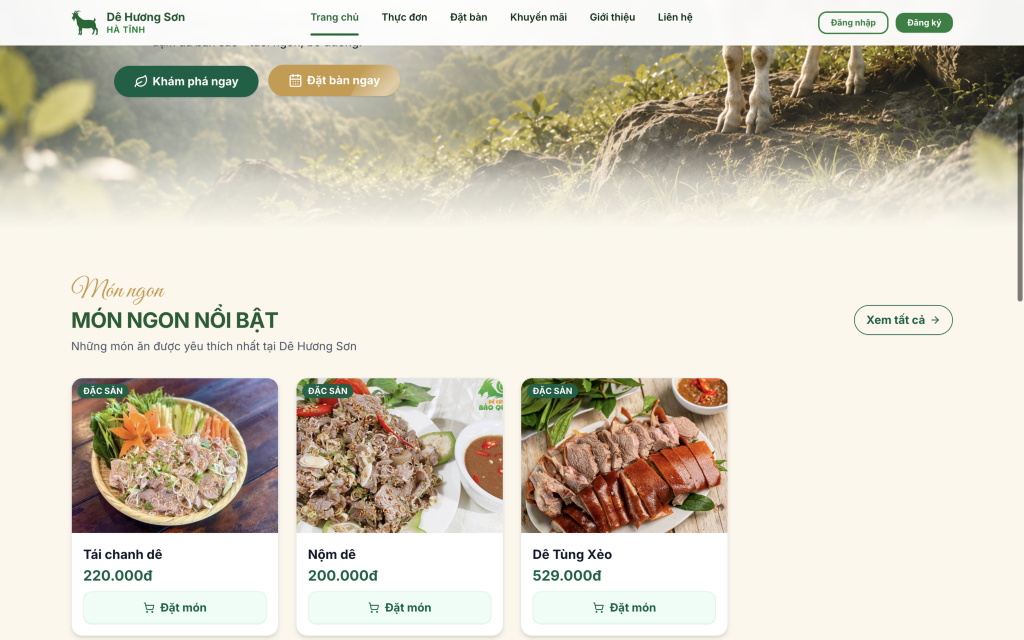 Dê Hương Sơn
HÀ TĨNH
Trang chủ
Thực đơn
Đặt bàn
Khuyến mãi
Giới thiệu
Liên hệ
Đăng nhập
Đăng ký
Khám phá ngay
Đặt bàn ngay
Món ngon
MÓN NGON NỔI BẬT
Những món ăn được yêu thích nhất tại Dê Hương Sơn
Xem tất cả →
ĐẶC SẢN
Tái chanh dê
220.000đ
Đặt món
ĐẶC SẢN
Nộm dê
200.000đ
Đặt món
ĐẶC SẢN
Dê Tùng Xẻo
529.000đ
Đặt món